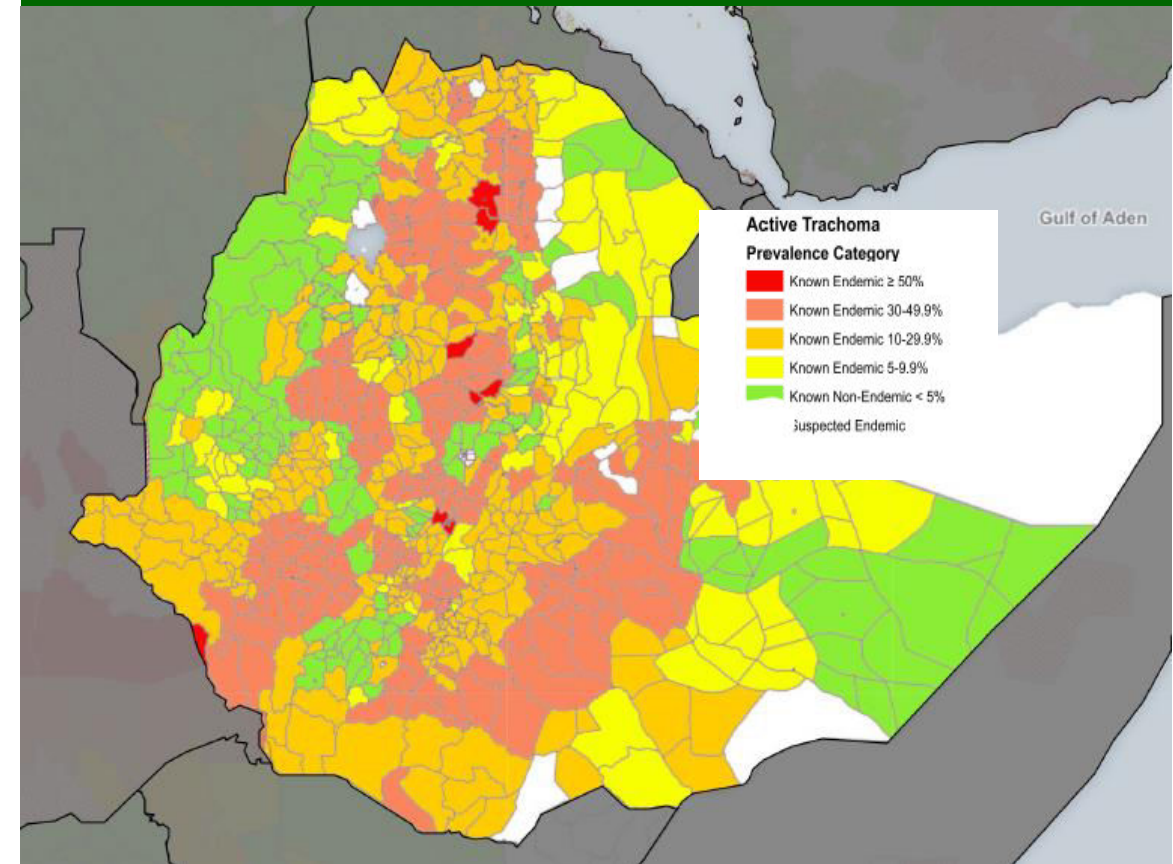 Active Trachoma
Prevalence Category
Known Endemic ≥ 50%
Known Endemic 30-49.9%
Known Endemic 10-29.9%
Known Endemic 5-9.9%
Known Non-Endemic < 5%
Suspected Endemic
Gulf of Aden